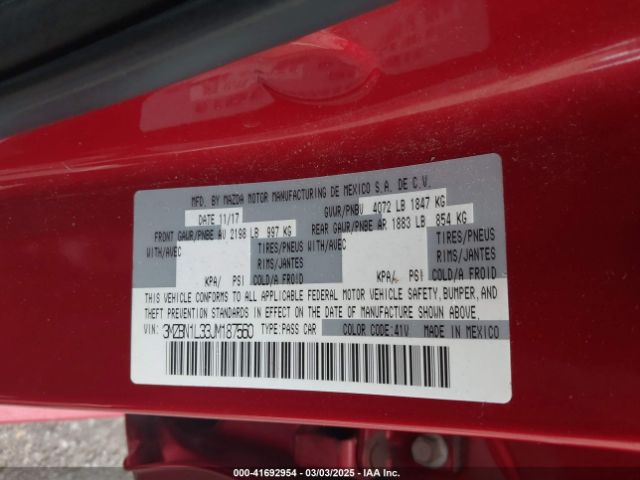 MFD. BY MAZDA MOTOR MANUFACTURING DE MEXICO S.A. DE C.V.
DATE 11/17 GVWR/PNBV 4072 LB 1847 KG
FRONT GAWR/PNBE AV 2198 LB 997 KG REAR GAWR/PNBE AR 1883 LB 854 KG
WITH/AVEC TIRES/PNEUS WITH/AVEC TIRES/PNEUS
RIMS/JANTES RIMS/JANTES
KPA/ PSI COLD/A FROID KPA/ PSI COLD/A FROID
THIS VEHICLE CONFORMS TO ALL APPLICABLE FEDERAL MOTOR VEHICLE SAFETY, BUMPER, AND
THEFT PREVENTION STANDARDS IN EFFECT ON THE DATE OF MANUFACTURE SHOWN ABOVE.
VIN: 3MZBN1L33JM187560 TYPE:PASS CAR COLOR CODE:41V MADE IN MEXICO
000-41692954 - 03/03/2025 - IAA Inc.